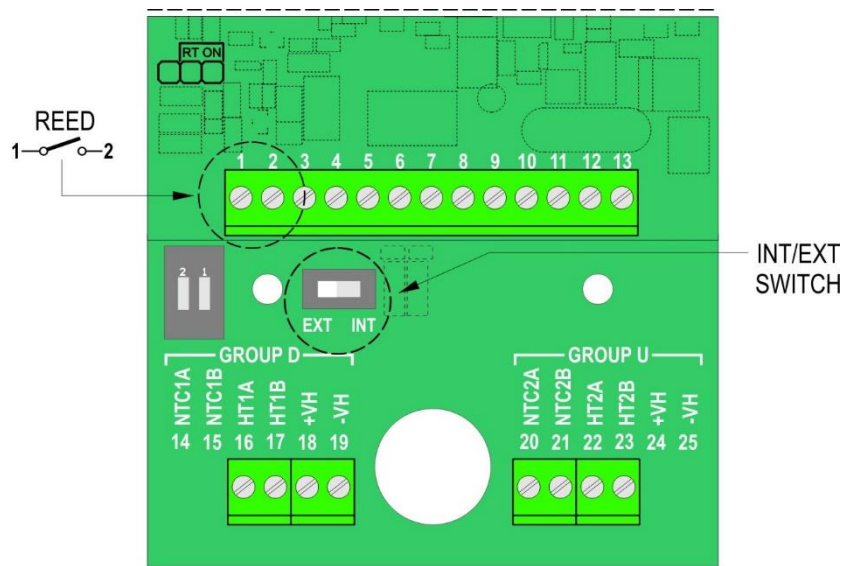 RT ON
REED
1 2
1 2 3 4 5 6 7 8 9 10 11 12 13
INT/EXT
SWITCH
2 1
EXT INT
GROUP D
NTC1A NTC1B HT1A HT1B +VH -VH
14 15 16 17 18 19
GROUP U
NTC2A NTC2B HT2A HT2B +VH -VH
20 21 22 23 24 25